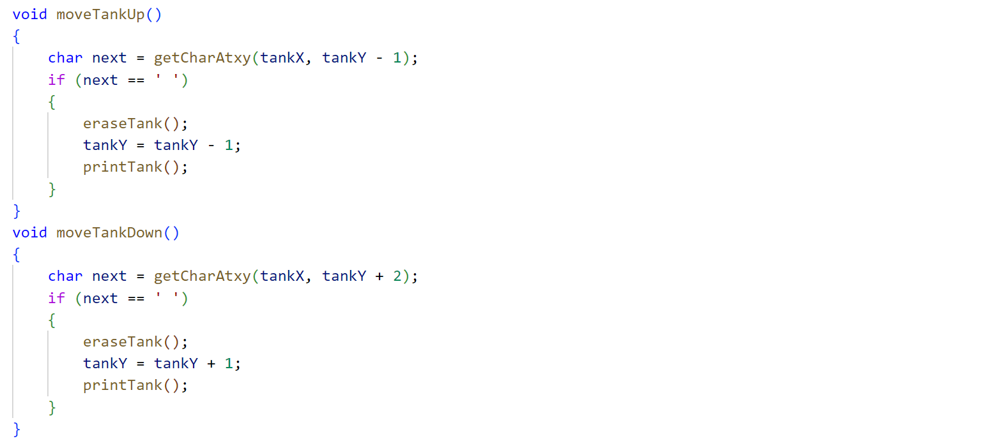 void moveTankUp()
{
    char next = getCharAtxy(tankX, tankY - 1);
    if (next == ' ')
    {
        eraseTank();
        tankY = tankY - 1;
        printTank();
    }
}
void moveTankDown()
{
    char next = getCharAtxy(tankX, tankY + 2);
    if (next == ' ')
    {
        eraseTank();
        tankY = tankY + 1;
        printTank();
    }
}